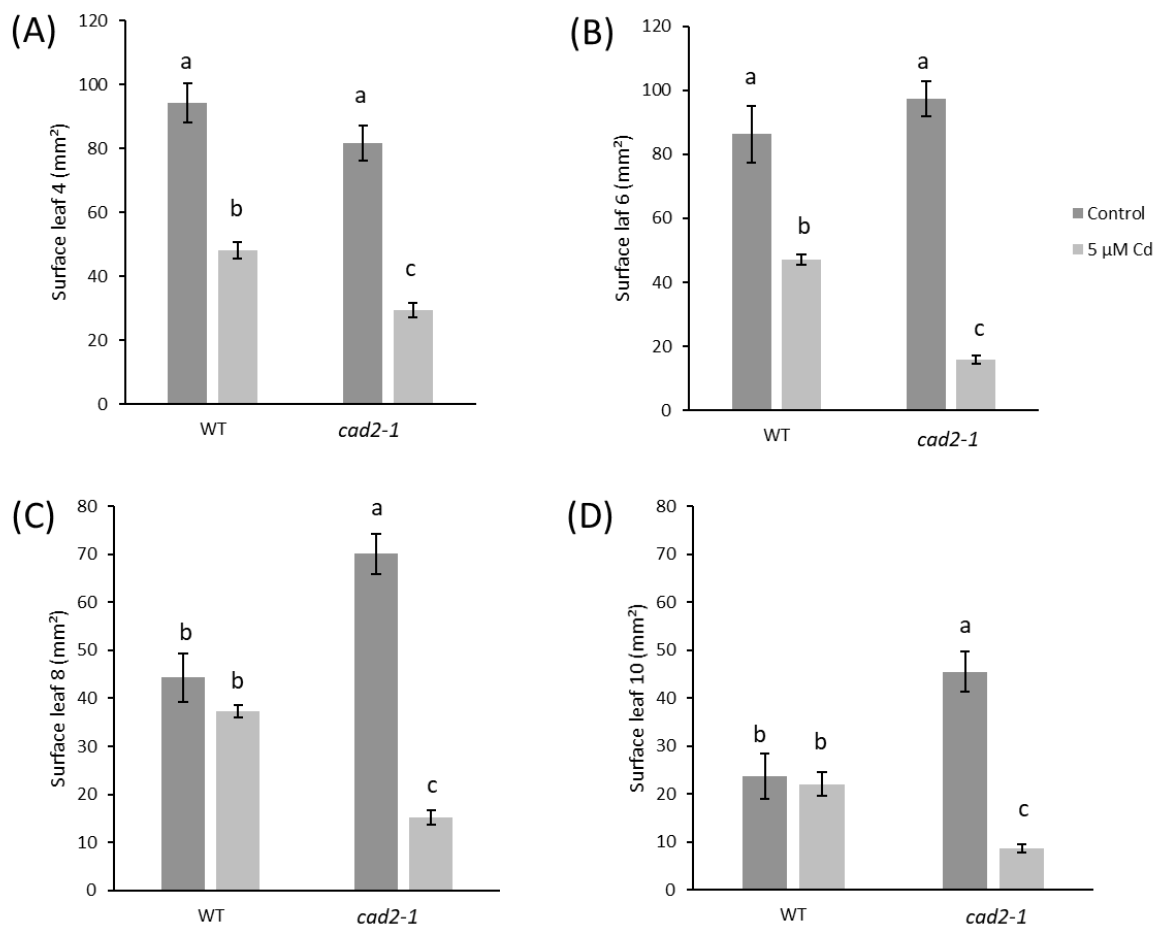 (A)
Surface leaf 4 (mm²)
120
100
80
60
40
20
0
a
b
a
c
WT
cad2-1
(B)
Surface laf 6 (mm²)
120
100
80
60
40
20
0
a
b
a
c
WT
cad2-1
Control
5 µM Cd
(C)
Surface leaf 8 (mm²)
80
70
60
50
40
30
20
10
0
b
b
a
c
WT
cad2-1
(D)
Surface leaf 10 (mm²)
80
70
60
50
40
30
20
10
0
b
b
a
c
WT
cad2-1